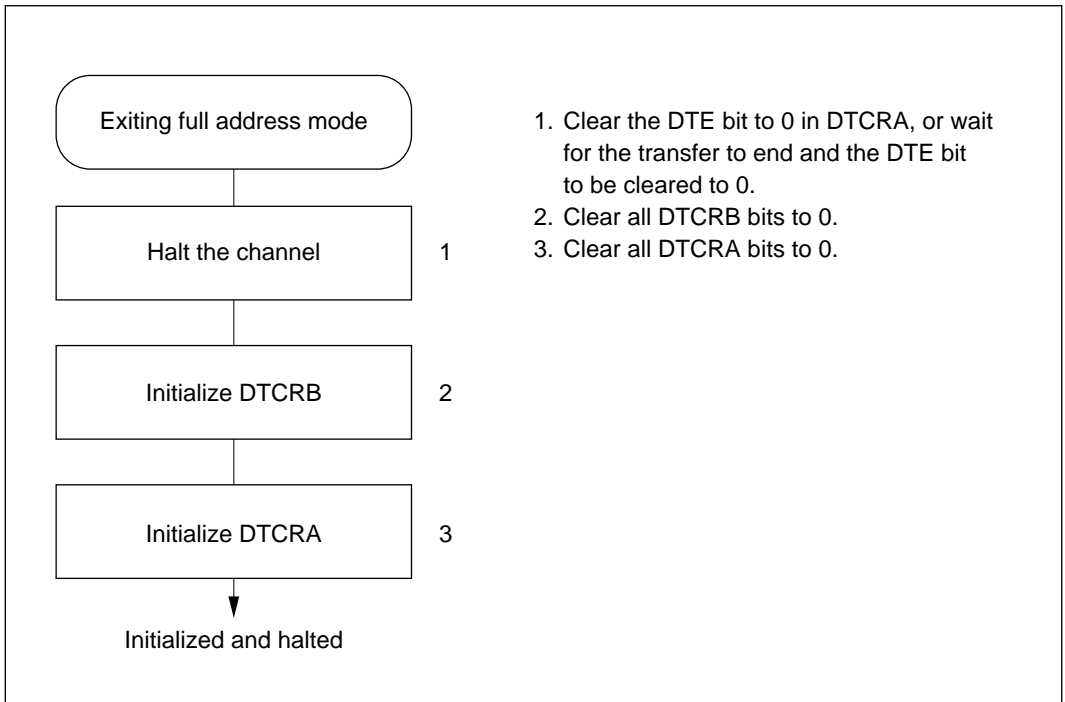 Exiting full address mode
Halt the channel 1
Initialize DTCRB 2
Initialize DTCRA 3
Initialized and halted
1. Clear the DTE bit to 0 in DTCRA, or wait
for the transfer to end and the DTE bit
to be cleared to 0.
2. Clear all DTCRB bits to 0.
3. Clear all DTCRA bits to 0.